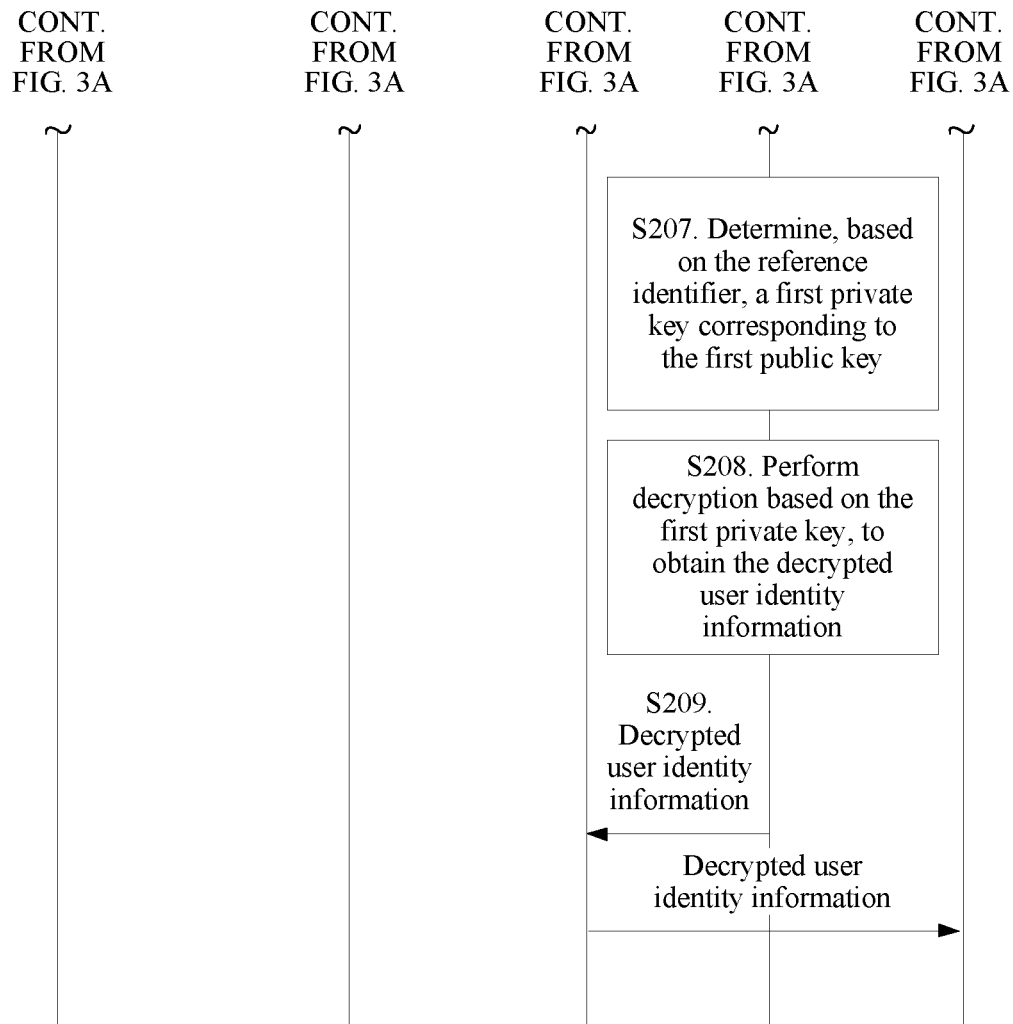 CONT. FROM FIG. 3A
CONT. FROM FIG. 3A
CONT. FROM FIG. 3A
CONT. FROM FIG. 3A
CONT. FROM FIG. 3A
S207. Determine, based
on the reference
identifier, a first private
key corresponding to
the first public key
S208. Perform
decryption based on the
first private key, to
obtain the decrypted
user identity
information
S209.
Decrypted
user identity
information
Decrypted user
identity information